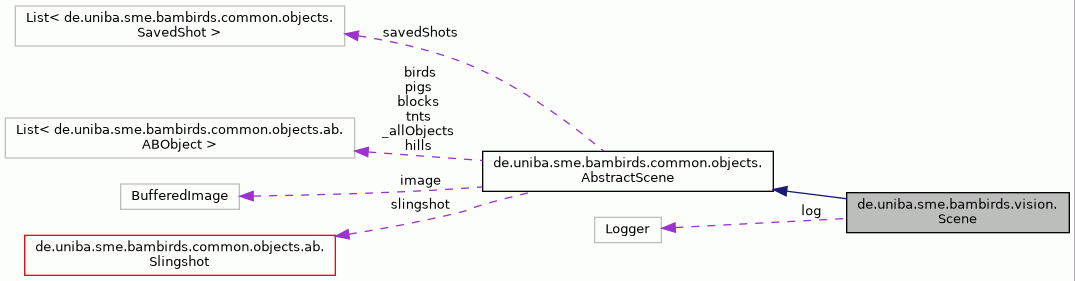 List< de.uniba.sme.bambirds.common.objects.
SavedShot >
savedShots
birds
pigs
blocks
tnts
_allObjects
hills
List< de.uniba.sme.bambirds.common.objects.ab.
ABObject >
de.uniba.sme.bambirds.common.objects.
AbstractScene
image
BufferedImage
slingshot
de.uniba.sme.bambirds.vision.
Scene
log
Logger
de.uniba.sme.bambirds.common.objects.ab.
Slingshot